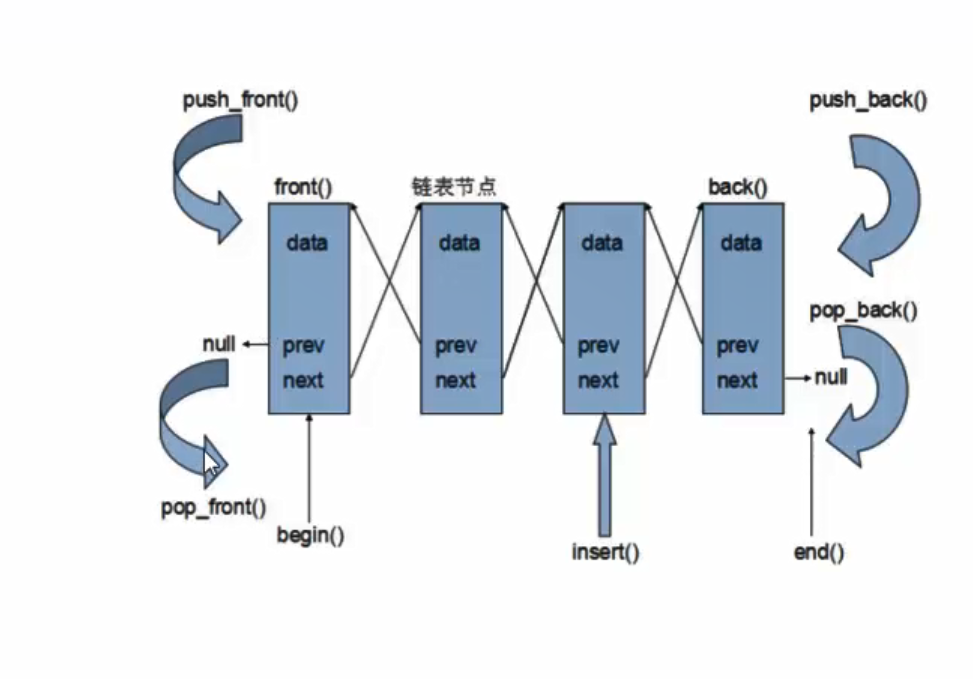 push_front()
push_back()
front()
链表节点
back()
data
data
data
data
pop_back()
null
prev
prev
prev
prev
next
next
next
next
null
pop_front()
begin()
insert()
end()